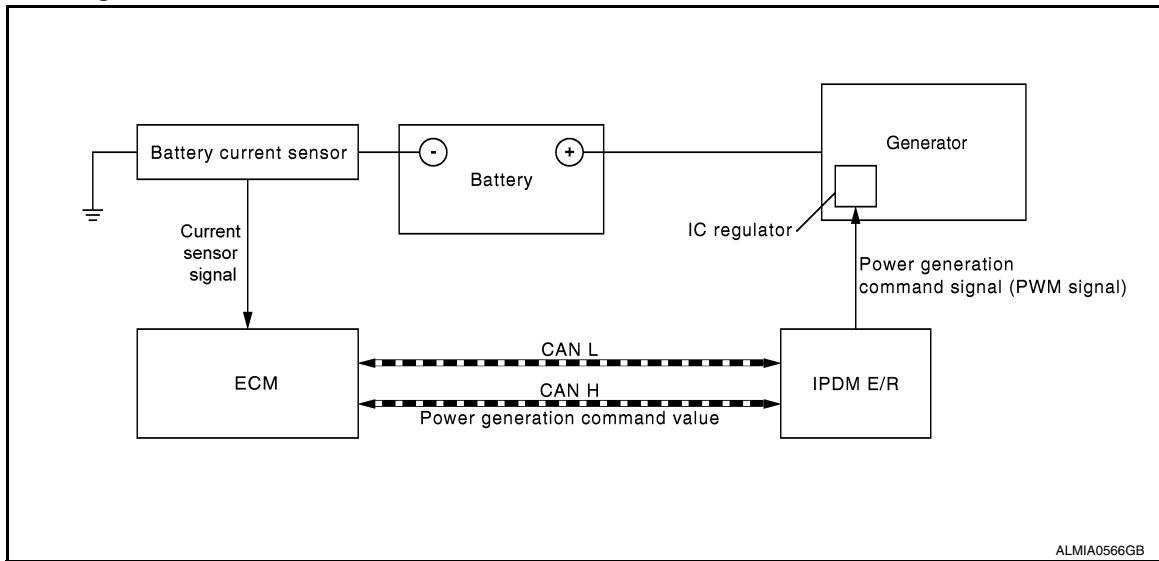 Battery current sensor
-
+
Battery
Generator
IC regulator
Current
sensor
signal
Power generation
command signal (PWM signal)
ECM
CAN L
CAN H
Power generation command value
IPDM E/R
ALMIA0566GB